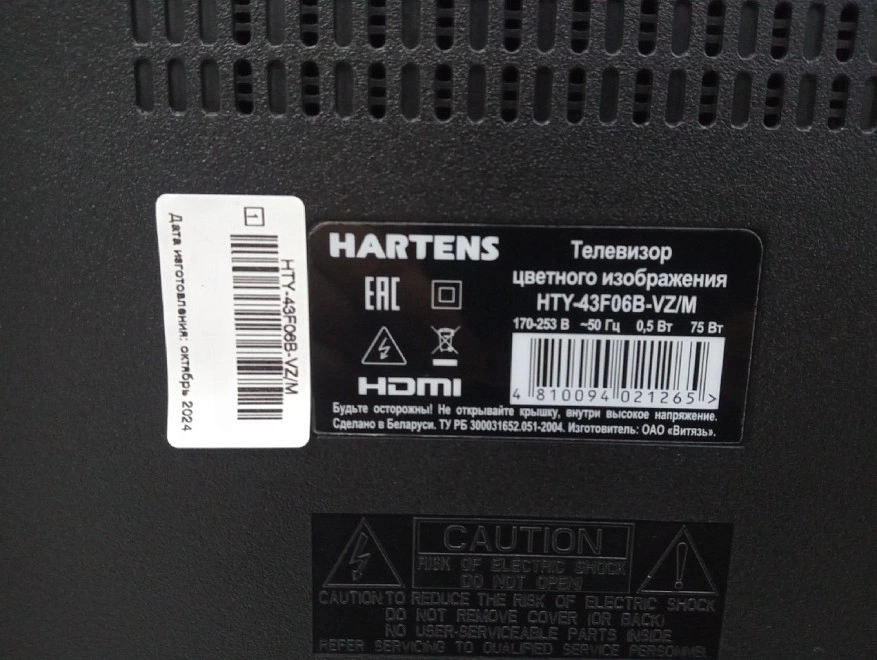 1
HTY-43F06B-VZ/M
Дата изготовления: октябрь 2024
HARTENS
Телевизор
цветного изображения
HTY-43F06B-VZ/M
170-253 В ~50 Гц 0,5 Вт 75 Вт
EAC
HDMI
4 810094 021265 >
Будьте осторожны! Не открывайте крышку, внутри высокое напряжение.
Сделано в Беларуси. ТУ РБ 300031652.051-2004. Изготовитель: ОАО «Витязь».
CAUTION
RISK OF ELECTRIC SHOCK
DO NOT OPEN!
CAUTION: TO REDUCE THE RISK OF ELECTRIC SHOCK
DO NOT REMOVE COVER (OR BACK)
NO USER-SERVICEABLE PARTS INSIDE
REFER SERVICING TO QUALIFIED SERVICE PERSONNEL